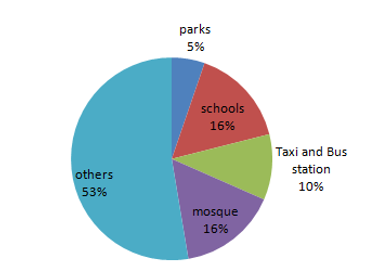 parks
5%
schools
16%
Taxi and Bus
station
10%
mosque
16%
others
53%